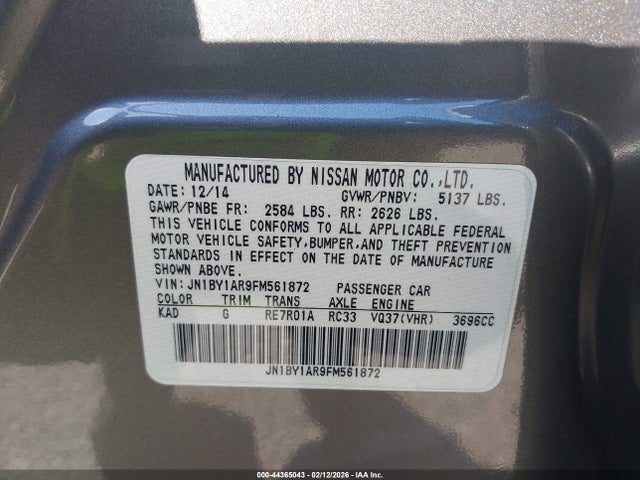 MANUFACTURED BY NISSAN MOTOR CO.,LTD.
DATE: 12/14 GVWR/PNBV: 5137 LBS.
GAWR/PNBE FR: 2584 LBS. RR: 2626 LBS.
THIS VEHICLE CONFORMS TO ALL APPLICABLE FEDERAL
MOTOR VEHICLE SAFETY,BUMPER,AND THEFT PREVENTION
STANDARDS IN EFFECT ON THE DATE OF MANUFACTURE
SHOWN ABOVE.
VIN: JN1BY1AR9FM561872 PASSENGER CAR
COLOR TRIM TRANS AXLE ENGINE
KAD G RE7R01A RC33 VQ37(VHR) 3696CC
JN1BY1AR9FM561872
000-44365043 - 02/12/2026 - IAA Inc.